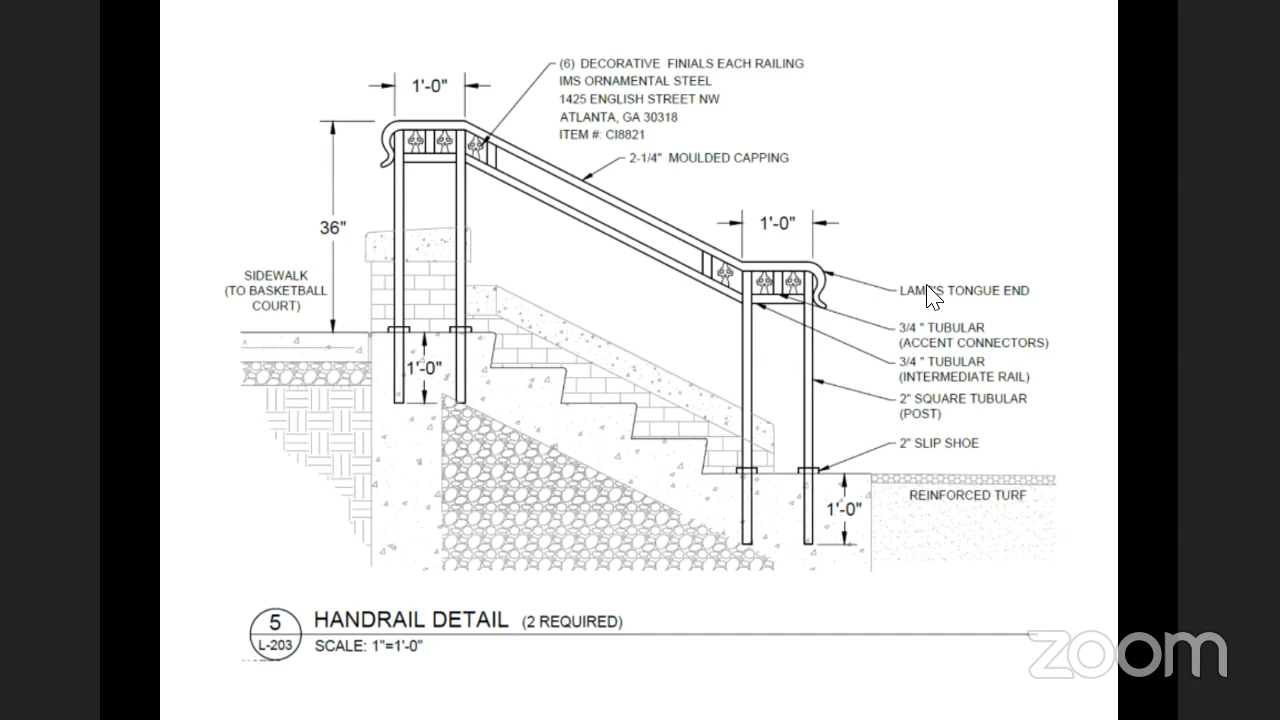 (6) DECORATIVE FINIALS EACH RAILING
IMS ORNAMENTAL STEEL
1425 ENGLISH STREET NW
ATLANTA, GA 30318
ITEM #: CI8821
1'-0"
2-1/4" MOULDED CAPPING
36"
1'-0"
SIDEWALK
(TO BASKETBALL
COURT)
TONGUE END
3/4 " TUBULAR
(ACCENT CONNECTORS)
3/4 " TUBULAR
(INTERMEDIATE RAIL)
1'-0"
2" SQUARE TUBULAR
(POST)
2" SLIP SHOE
REINFORCED TURF
1'-0"
5
L-203
HANDRAIL DETAIL (2 REQUIRED)
SCALE: 1"=1'-0"
zoom